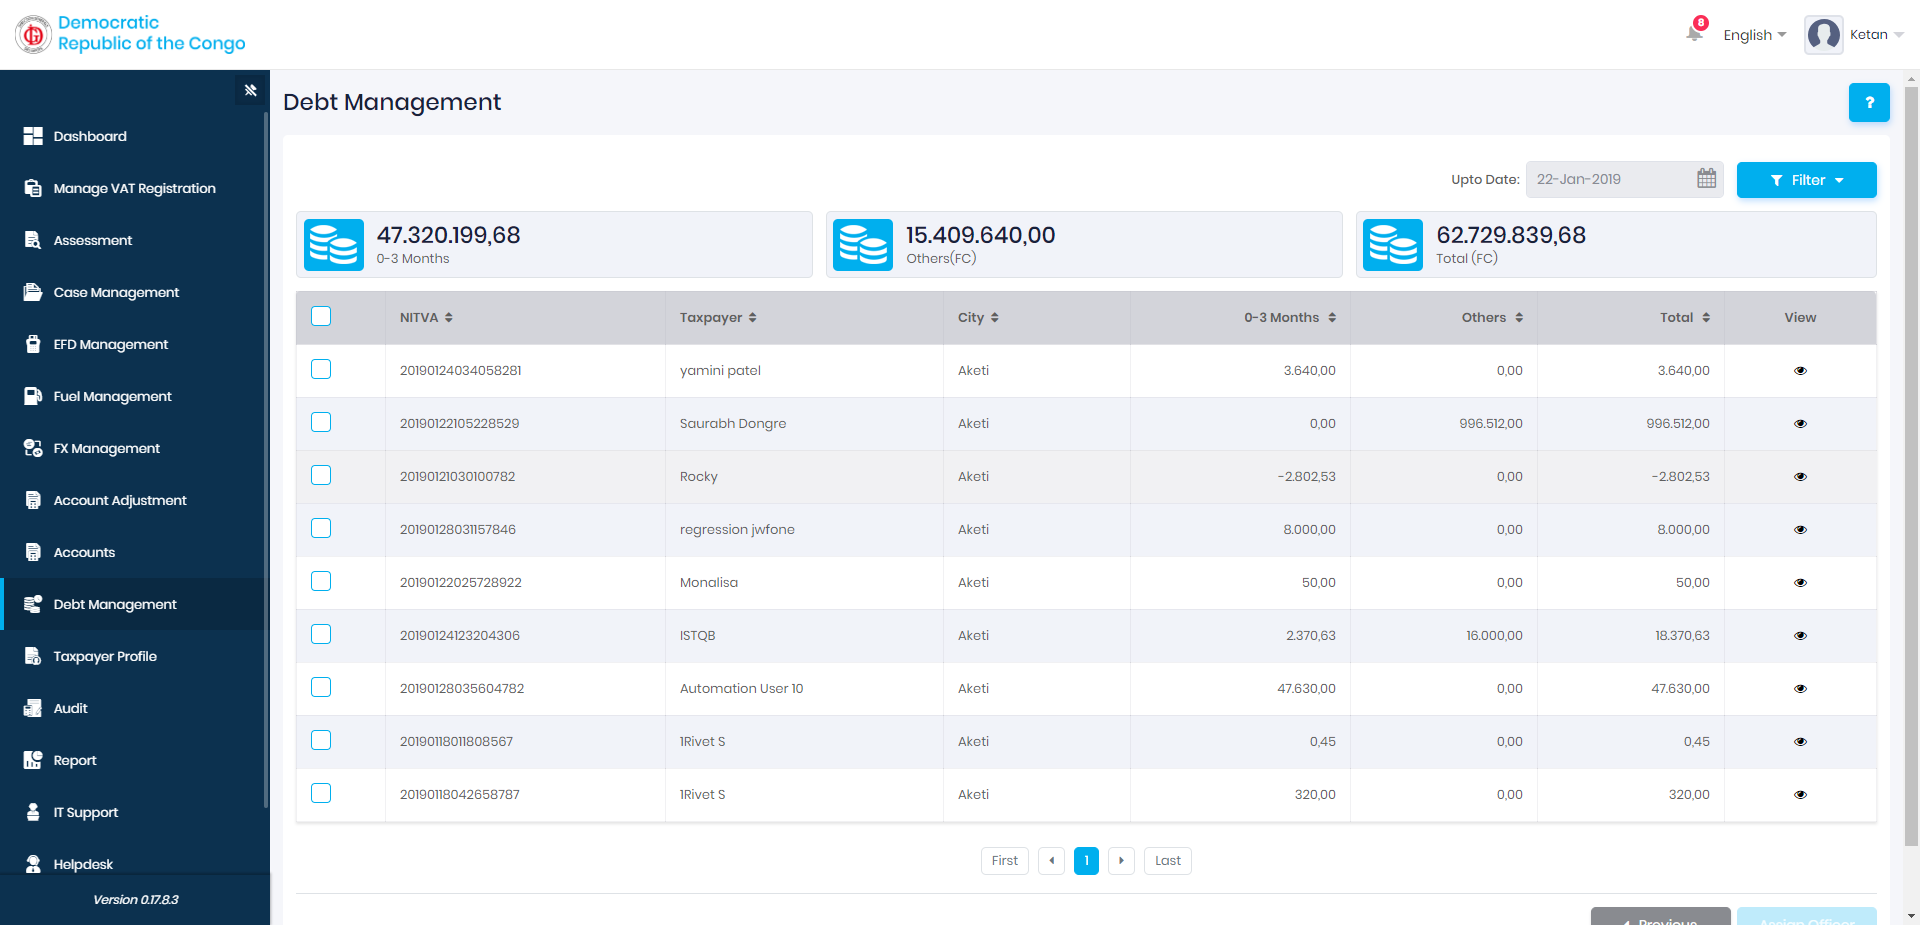 Democratic
Republic of the Congo
8
English
Ketan
Debt Management
?
Dashboard
Manage VAT Registration
Assessment
Case Management
EFD Management
Fuel Management
FX Management
Account Adjustment
Accounts
Debt Management
Taxpayer Profile
Audit
Report
IT Support
Helpdesk
Version 0.17.8.3
Upto Date: 22-Jan-2019 Filter
47.320.199,68
0-3 Months
15.409.640,00
Others(FC)
62.729.839,68
Total (FC)
NITVA Taxpayer City 0-3 Months Others Total View
20190124034058281 yamini patel Aketi 3.640,00 0,00 3.640,00
20190122105228529 Saurabh Dongre Aketi 0,00 996.512,00 996.512,00
20190121030100782 Rocky Aketi -2.802,53 0,00 -2.802,53
20190128031157846 regression jwfone Aketi 8.000,00 0,00 8.000,00
20190122025728922 Monalisa Aketi 50,00 0,00 50,00
20190124123204306 ISTQB Aketi 2.370,63 16.000,00 18.370,63
20190128035604782 Automation User 10 Aketi 47.630,00 0,00 47.630,00
20190118011808567 1Rivet S Aketi 0,45 0,00 0,45
20190118042658787 1Rivet S Aketi 320,00 0,00 320,00
First 1 Last
Previous Assign Officer